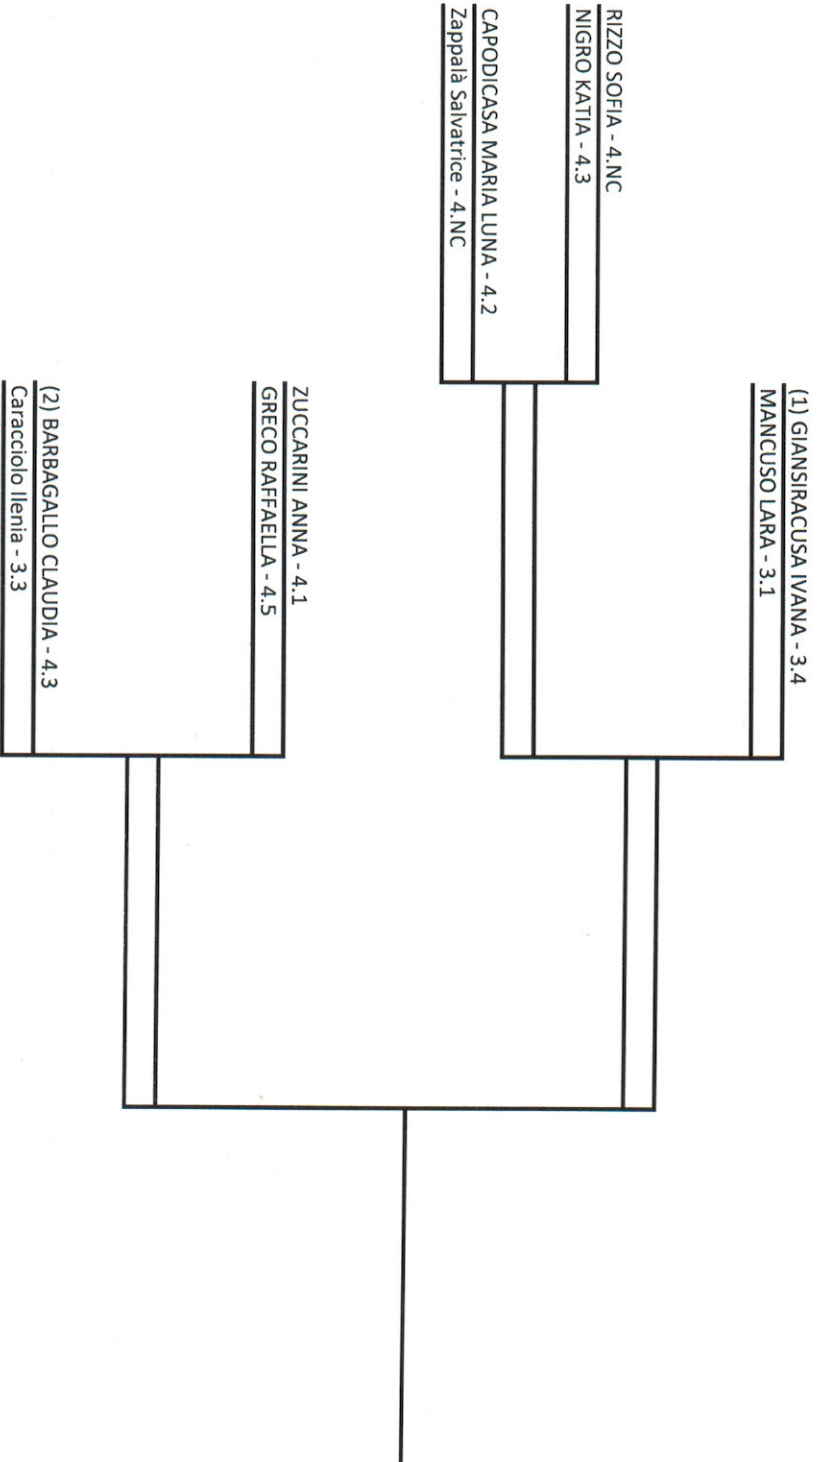 (1) GIANSIRACUSA IVANA - 3.4
MANCUSO LARA - 3.1
RIZZO SOFIA - 4.NC
NIGRO KATIA - 4.3
CAPODICASA MARIA LUNA - 4.2
Zappalà Salvatrice - 4.NC
ZUCCARINI ANNA - 4.1
GRECO RAFFAELLA - 4.5
(2) BARBAGALLO CLAUDIA - 4.3
Caracciolo Ilenia - 3.3